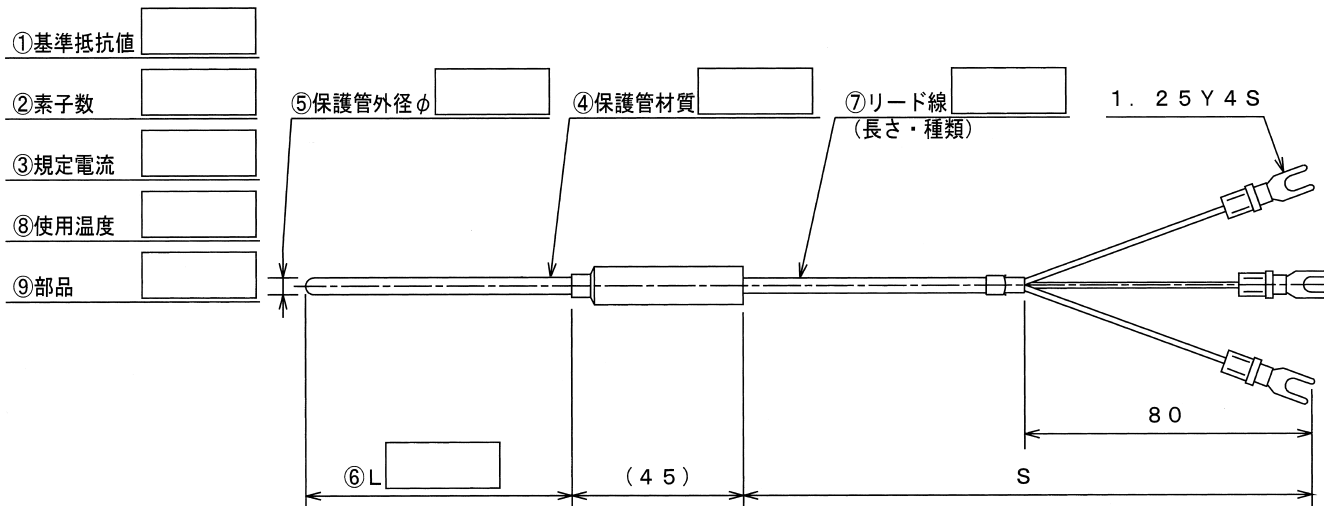 ①基準抵抗値
②素子数
③規定電流
⑧使用温度
⑨部品
⑤保護管外径φ
④保護管材質
⑦リード線
(長さ・種類)
1.25Y4S
80
⑥L
(45)
S